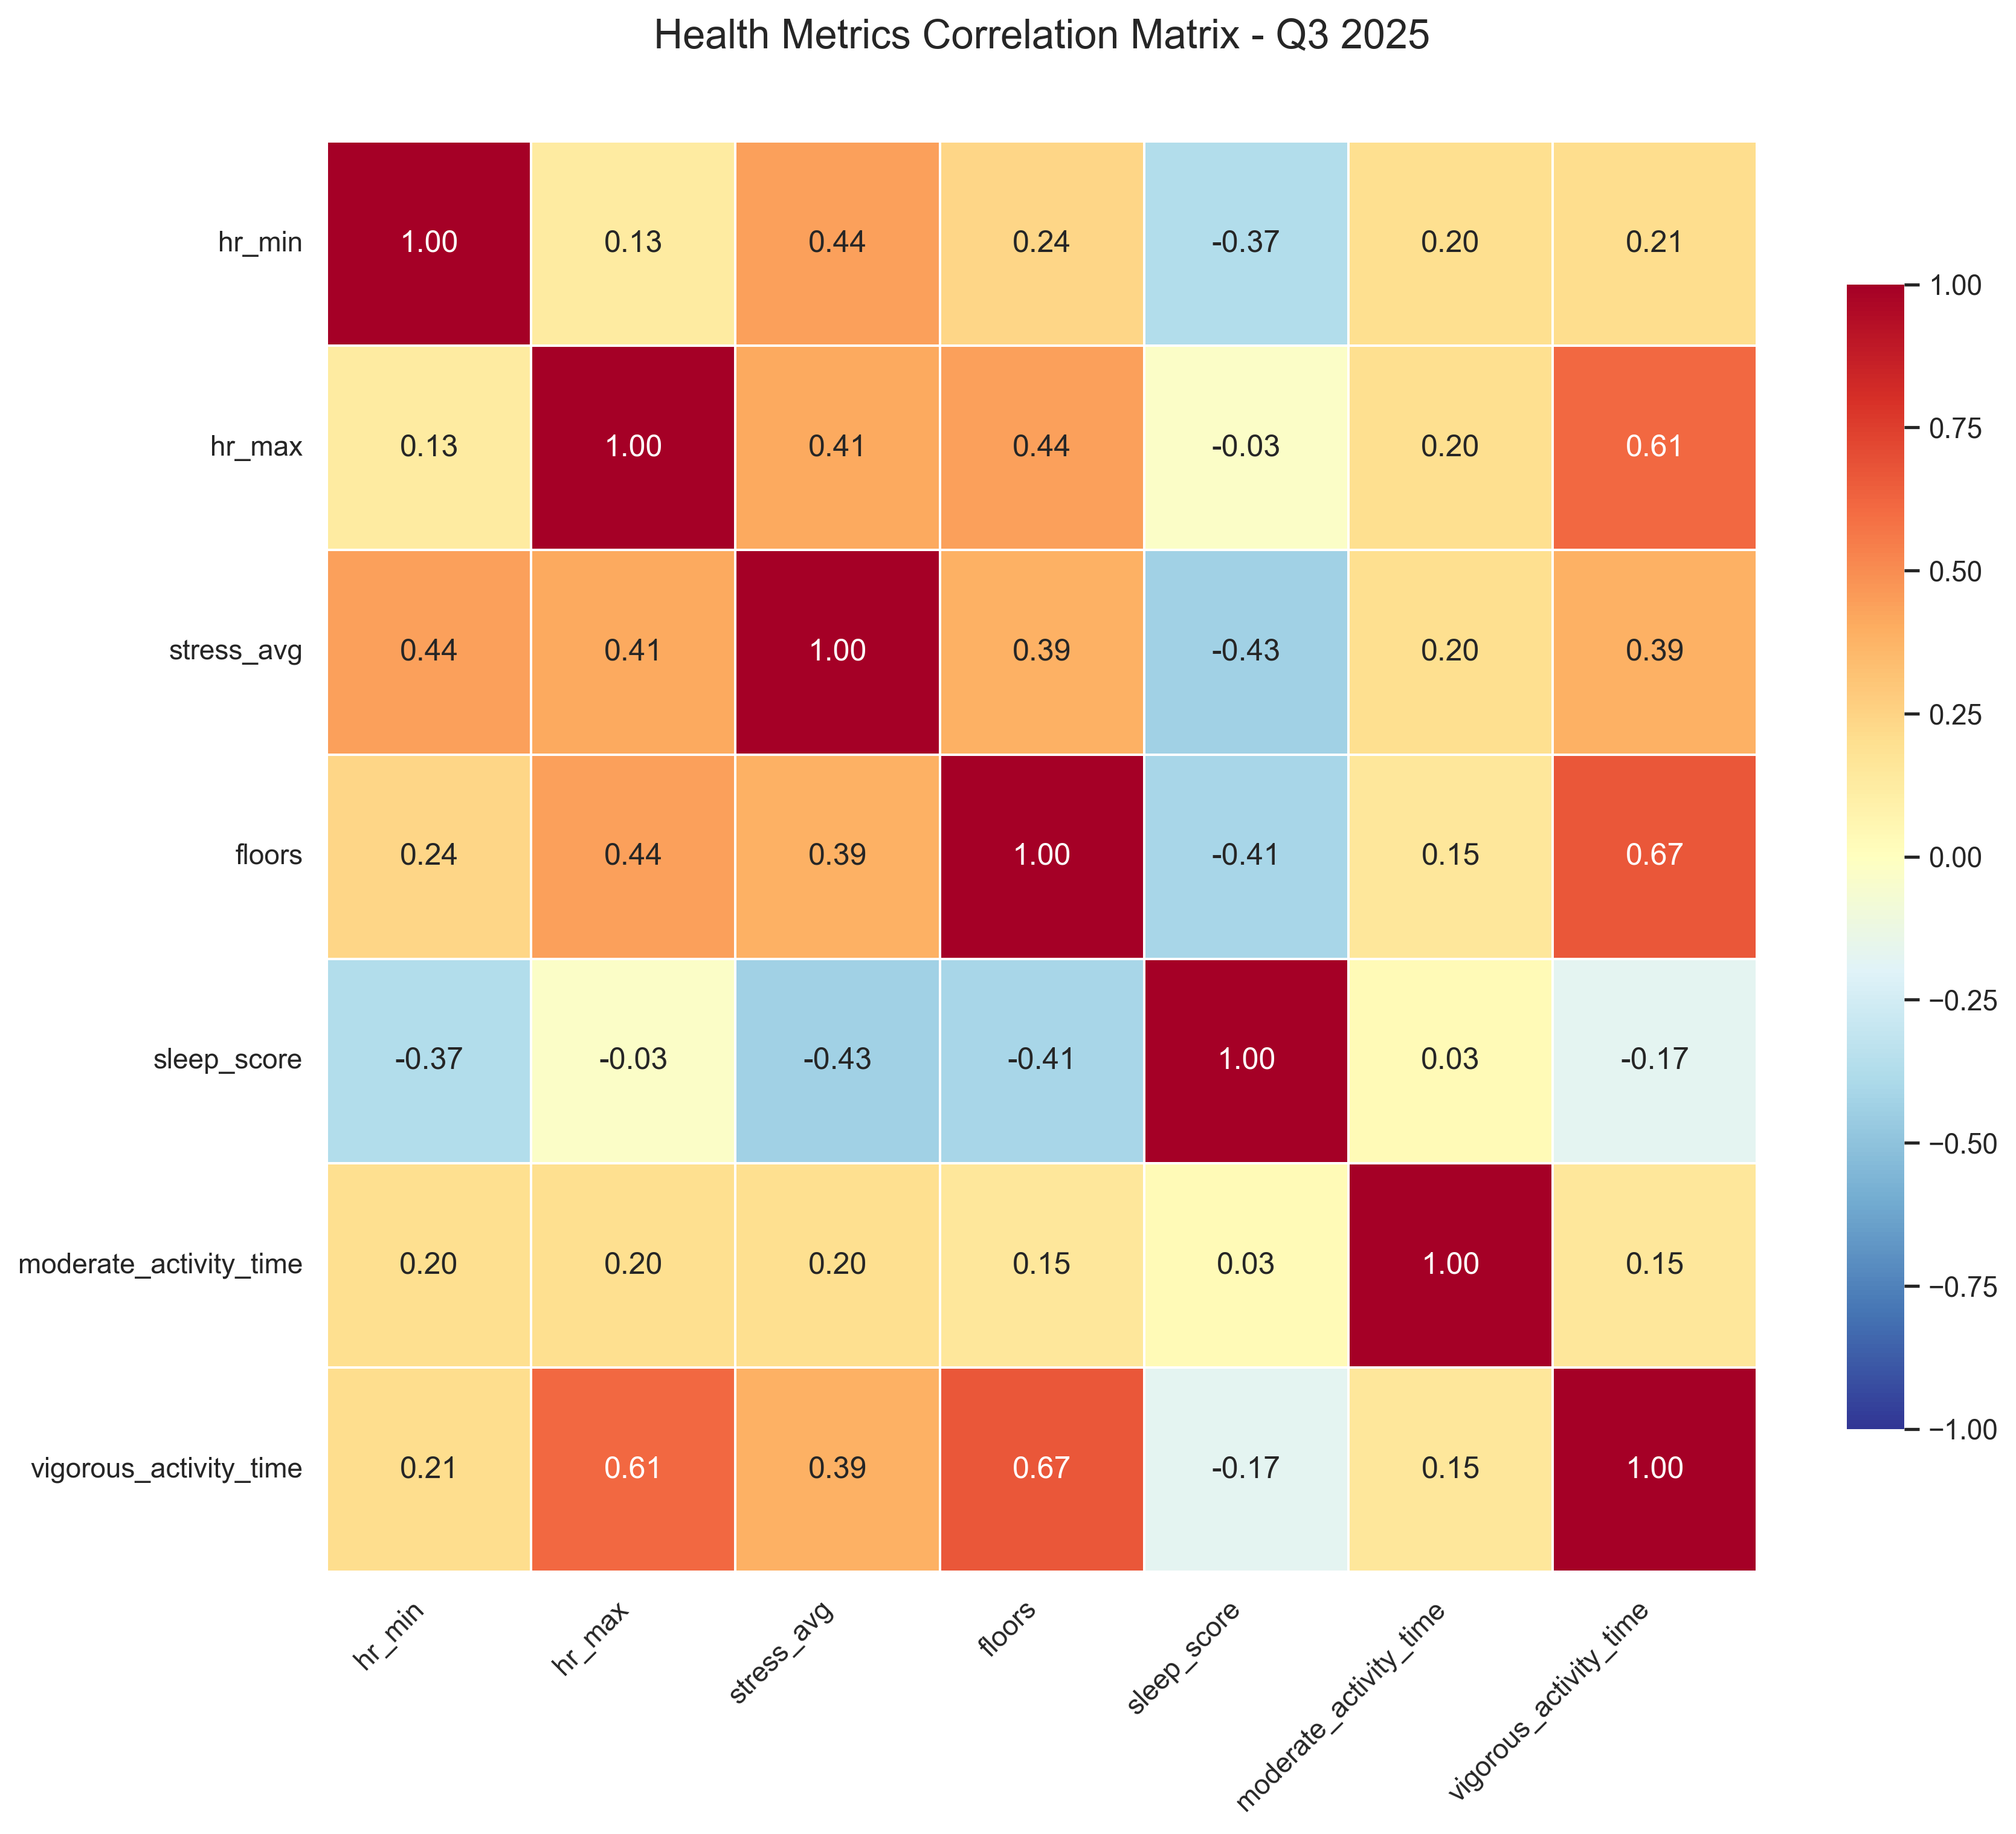 Health Metrics Correlation Matrix - Q3 2025
hr_min 1.00 0.13 0.44 0.24 -0.37 0.20 0.21
hr_max 0.13 1.00 0.41 0.44 -0.03 0.20 0.61
stress_avg 0.44 0.41 1.00 0.39 -0.43 0.20 0.39
floors 0.24 0.44 0.39 1.00 -0.41 0.15 0.67
sleep_score -0.37 -0.03 -0.43 -0.41 1.00 0.03 -0.17
moderate_activity_time 0.20 0.20 0.20 0.15 0.03 1.00 0.15
vigorous_activity_time 0.21 0.61 0.39 0.67 -0.17 0.15 1.00
hr_min hr_max stress_avg floors sleep_score moderate_activity_time vigorous_activity_time
1.00
0.75
0.50
0.25
0.00
−0.25
−0.50
−0.75
−1.00